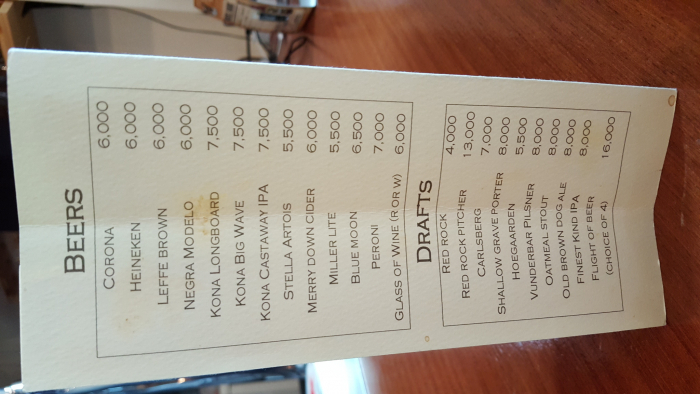 BEERS
CORONA 6,000
HEINEKEN 6,000
LEFFE BROWN 6,000
NEGRA MODELO 6,000
KONA LONGBOARD 7,500
KONA BIG WAVE 7,500
KONA CASTAWAY IPA 7,500
STELLA ARTOIS 5,500
MERRY DOWN CIDER 6,000
MILLER LITE 5,500
BLUE MOON 6,500
PERONI 7,000
GLASS OF WINE (R OR W) 6,000
DRAFTS
RED ROCK 4,000
RED ROCK PITCHER 13,000
CARLSBERG 7,000
SHALLOW GRAVE PORTER 8,000
HOEGAARDEN 5,500
VUNDERBAR PILSNER 8,000
OATMEAL STOUT 8,000
OLD BROWN DOG ALE 8,000
FINEST KIND IPA 8,000
FLIGHT OF BEER 16,000
(CHOICE OF 4)